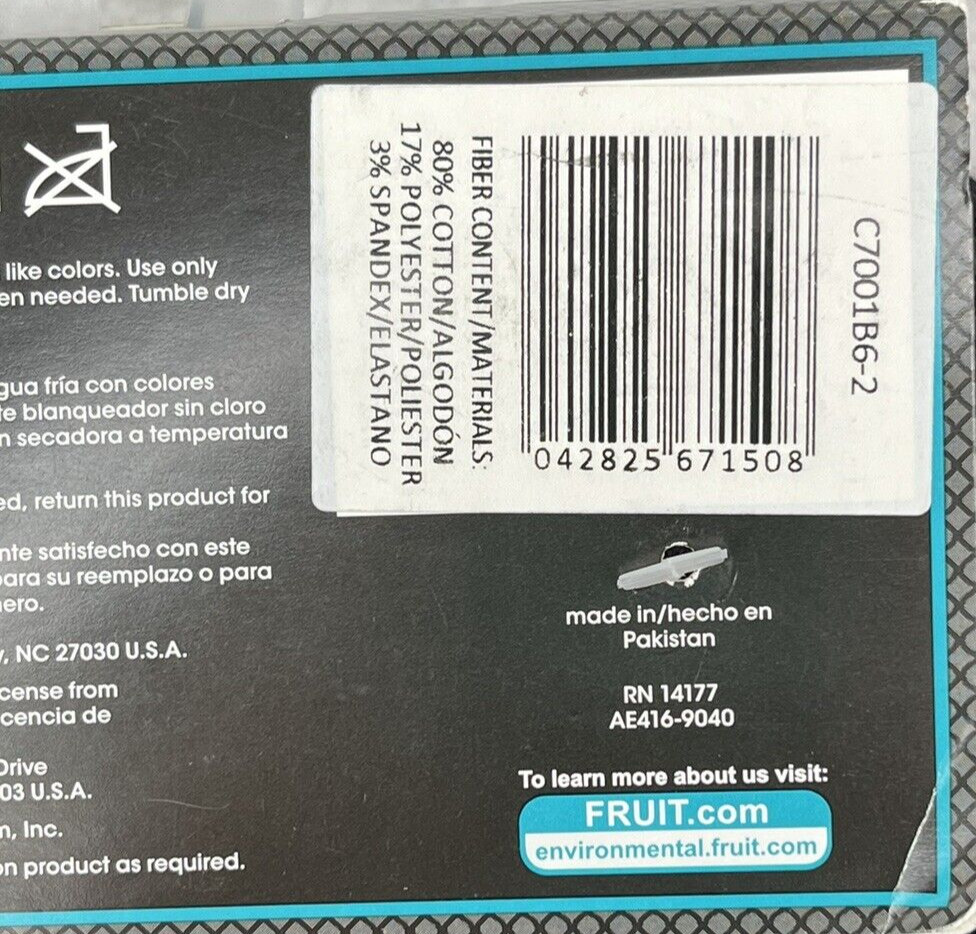 like colors. Use only
en needed. Tumble dry
gua fría con colores
te blanqueador sin cloro
n secadora a temperatura
ed, return this product for
nte satisfecho con este
para su reemplazo o para
nero.
y, NC 27030 U.S.A.
cense from
cencia de
Drive
03 U.S.A.
n, Inc.
on product as required.
C7001B6-2
042825 671508
FIBER CONTENT/MATERIALS:
80% COTTON/ALGODÓN
17% POLYESTER/POLIESTER
3% SPANDEX/ELASTANO
made in/hecho en
Pakistan
RN 14177
AE416-9040
To learn more about us visit:
FRUIT.com
environmental.fruit.com